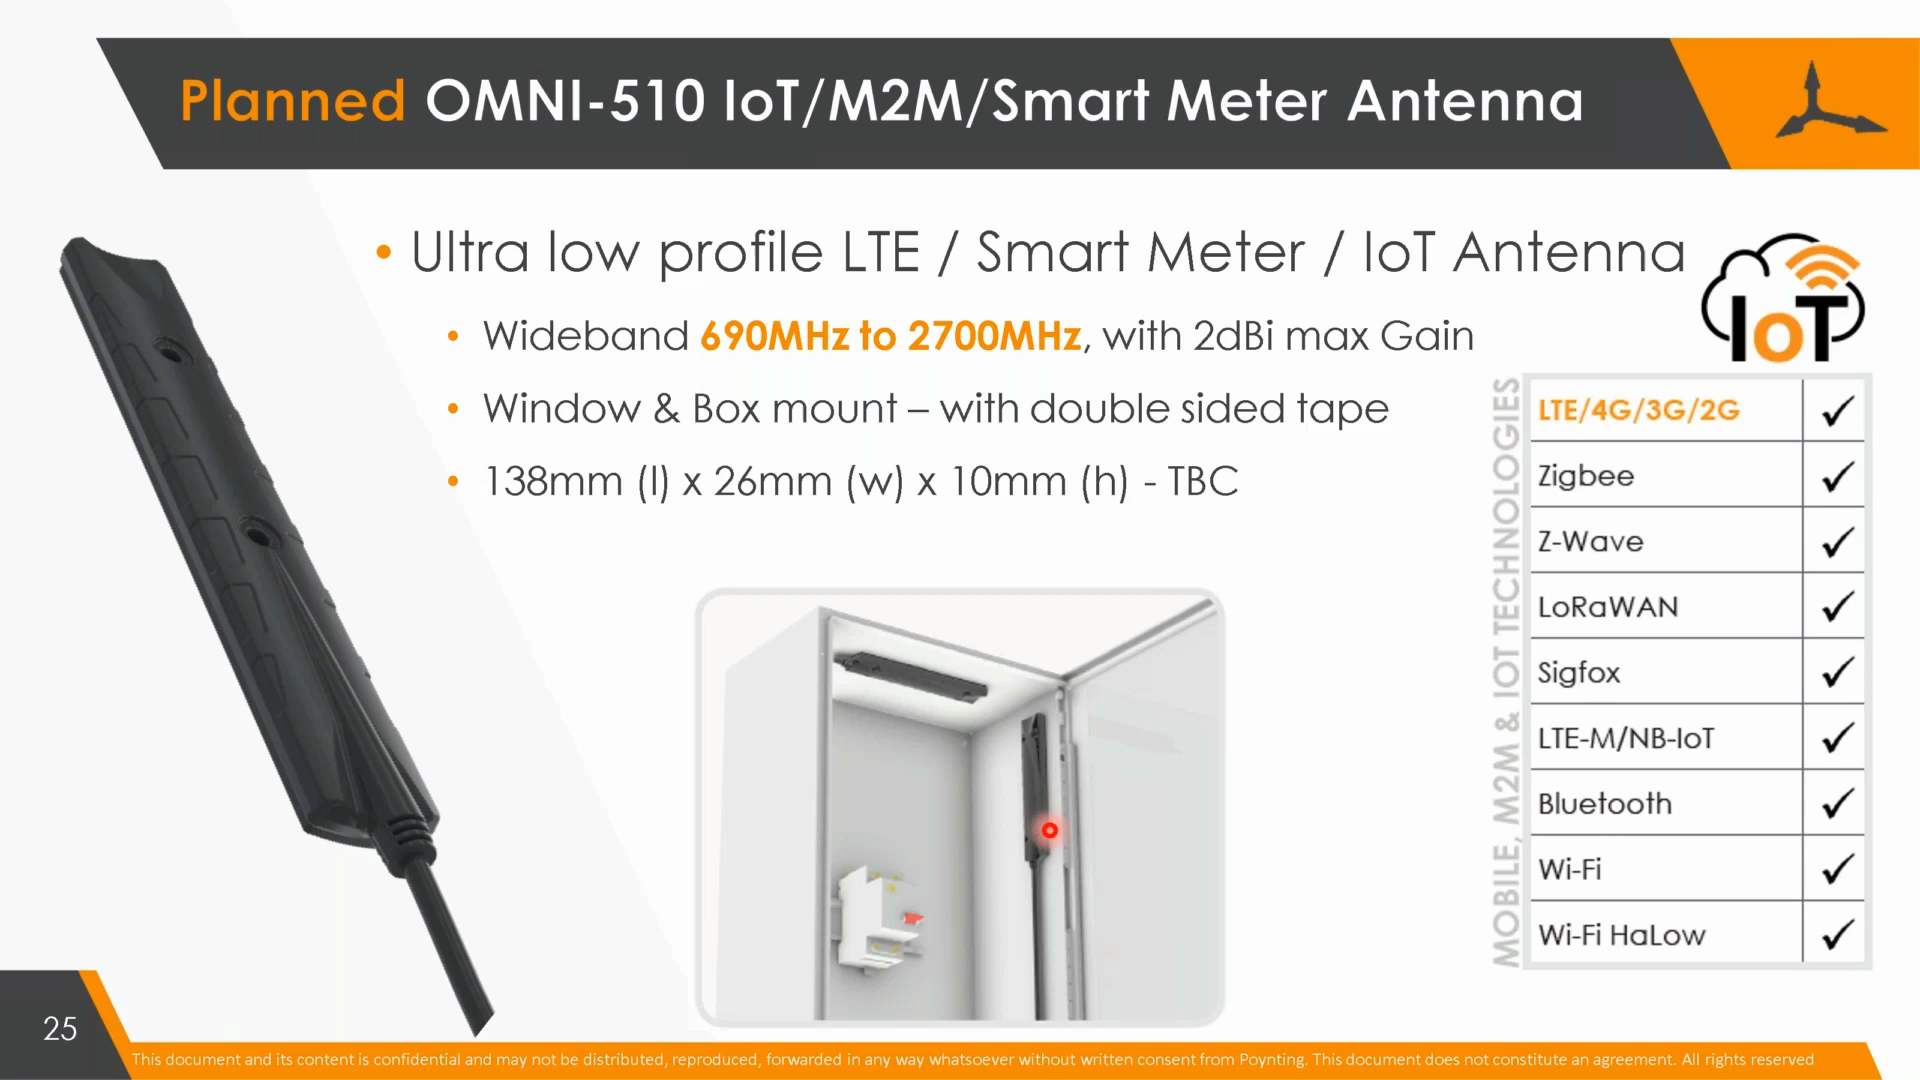 Planned OMNI-510 IoT/M2M/Smart Meter Antenna
• Ultra low profile LTE / Smart Meter / IoT Antenna
• Wideband 690MHz to 2700MHz, with 2dBi max Gain
• Window & Box mount – with double sided tape
• 138mm (l) x 26mm (w) x 10mm (h) - TBC
IoT
MOBILE, M2M & IOT TECHNOLOGIES
LTE/4G/3G/2G ✓
Zigbee ✓
Z-Wave ✓
LoRaWAN ✓
Sigfox ✓
LTE-M/NB-IoT ✓
Bluetooth ✓
Wi-Fi ✓
Wi-Fi HaLow ✓
25
This document and its content is confidential and may not be distributed, reproduced, forwarded in any way whatsoever without written consent from Poynting. This document does not constitute an agreement. All rights reserved